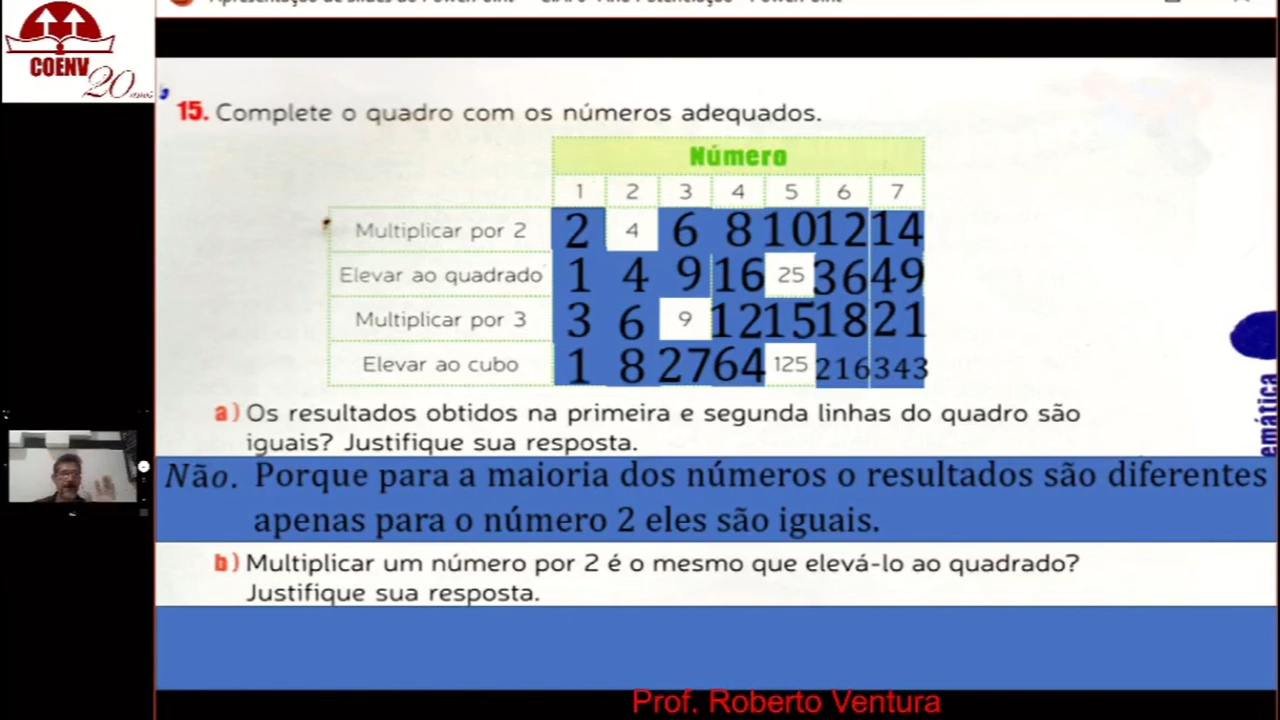 COENV
20 anos
15. Complete o quadro com os números adequados.
Número
1 2 3 4 5 6 7
Multiplicar por 2 2 4 6 8 10 12 14
Elevar ao quadrado 1 4 9 16 25 36 49
Multiplicar por 3 3 6 9 12 15 18 21
Elevar ao cubo 1 8 27 64 125 216 343
a) Os resultados obtidos na primeira e segunda linhas do quadro são
iguais? Justifique sua resposta.
Não. Porque para a maioria dos números o resultados são diferentes
apenas para o número 2 eles são iguais.
b) Multiplicar um número por 2 é o mesmo que elevá-lo ao quadrado?
Justifique sua resposta.
emática
Prof. Roberto Ventura